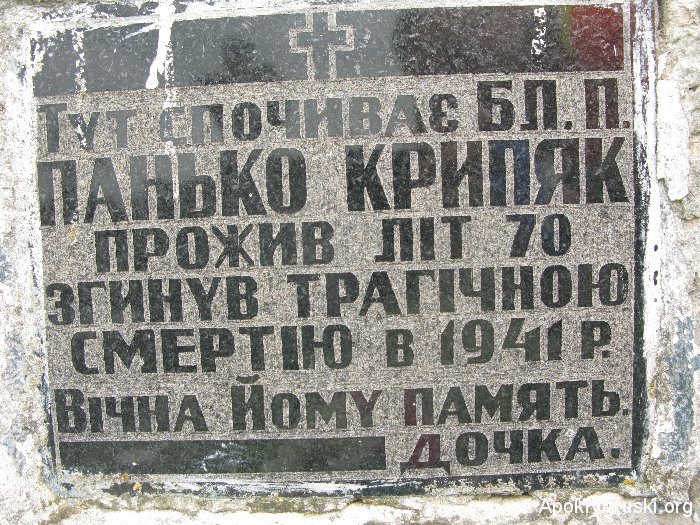 Тут спочиває Бл. п.
Панько Крипяк
прожив літ 70
згинув трагічною
смертію в 1941 р.
Вічна Йому память.
Дочка.